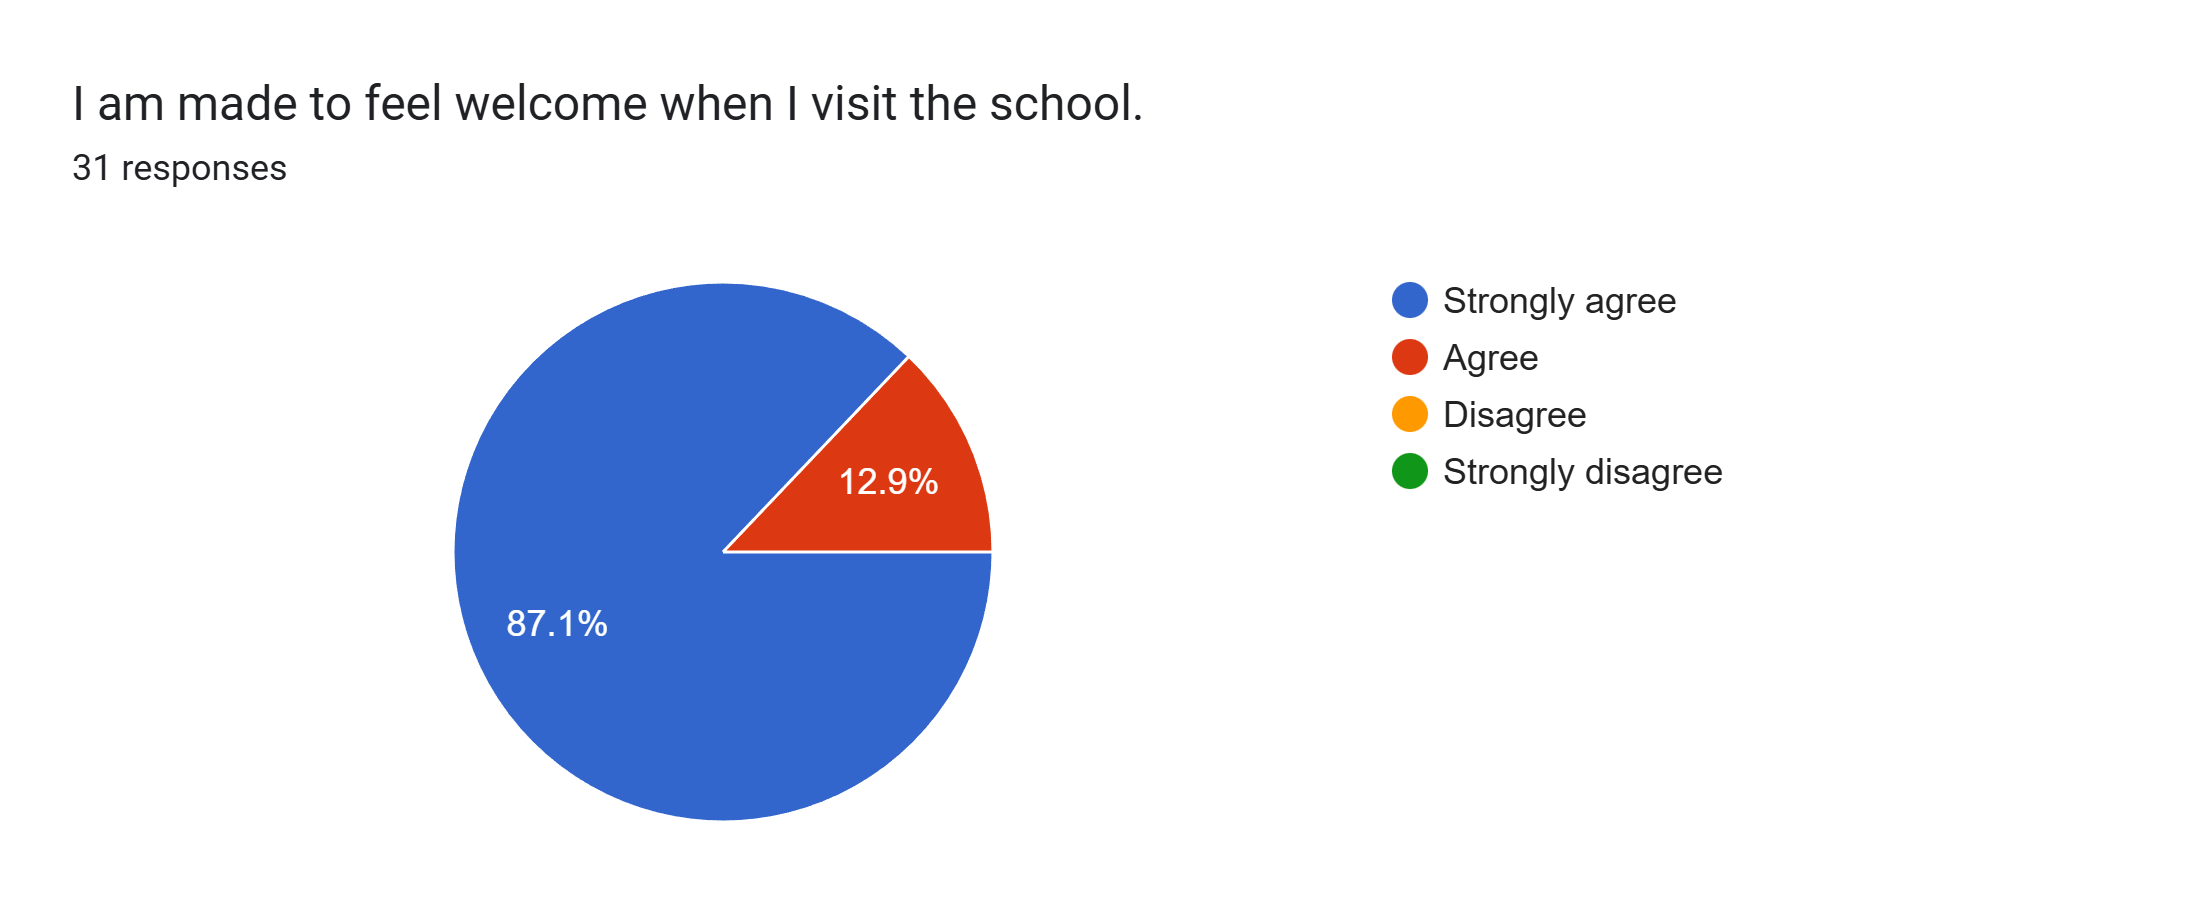 I am made to feel welcome when I visit the school.
31 responses
Strongly agree
Agree
Disagree
Strongly disagree
12.9%
87.1%